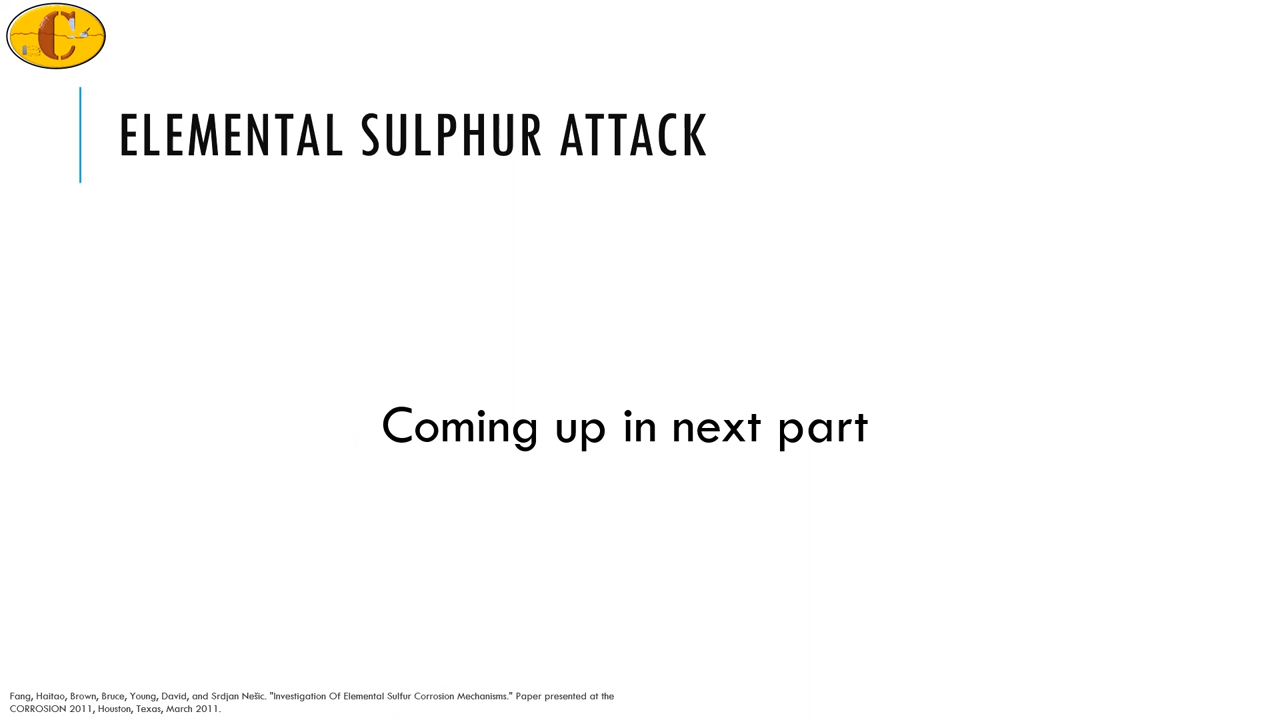 C
ELEMENTAL SULPHUR ATTACK
Coming up in next part
Fang, Haitao, Brown, Bruce, Young, David, and Srdjan Nešic. "Investigation Of Elemental Sulfur Corrosion Mechanisms." Paper presented at the
CORROSION 2011, Houston, Texas, March 2011.